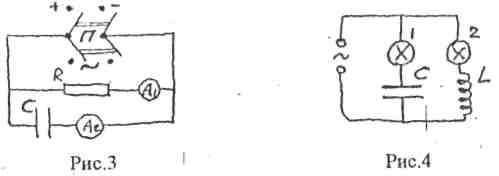 + -
П
~
R A₁
C A₂
Рис.3
~ 1 2
C L
Рис.4